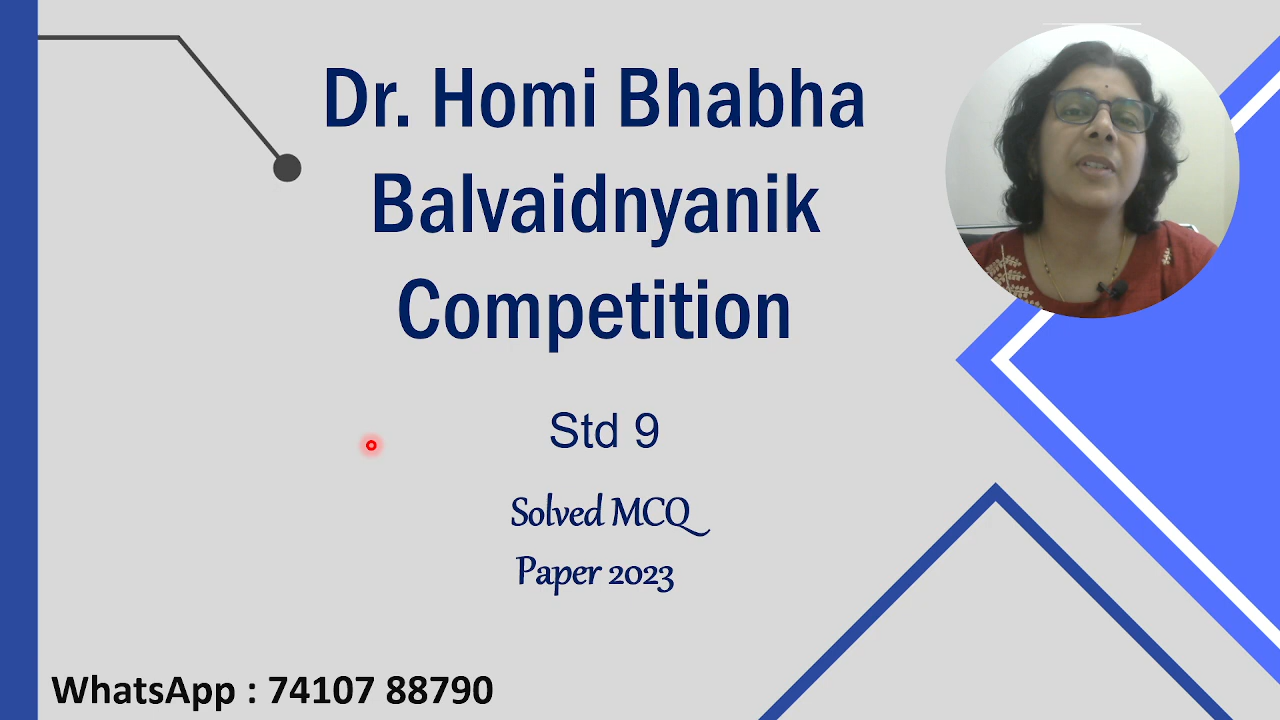 Dr. Homi Bhabha
Balvaidnyanik
Competition
Std 9
Solved MCQ
Paper 2023
WhatsApp : 74107 88790